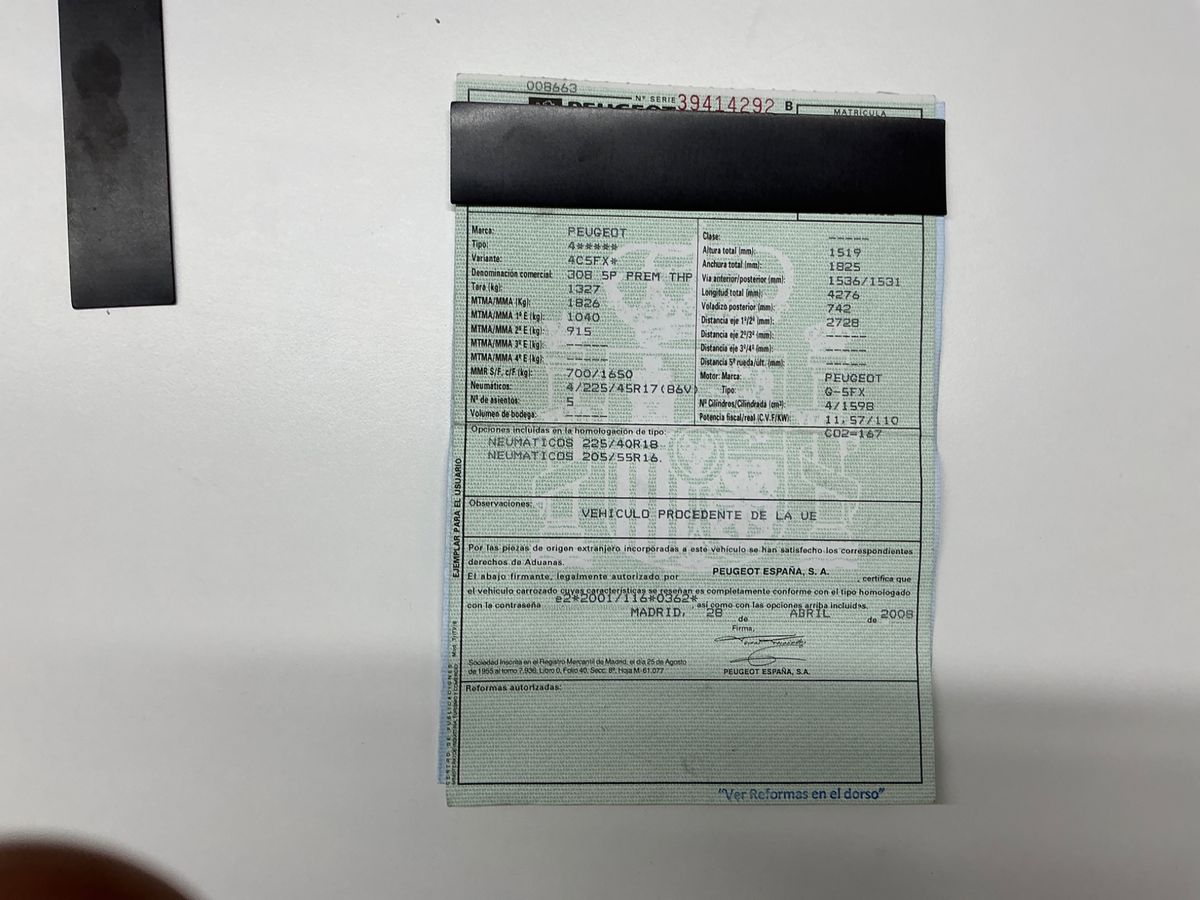 008663
PEUGEOT Nº SERIE 39414292 B MATRICULA
Marca: PEUGEOT
Tipo: 4*****
Variante: 4C5FX*
Denominación comercial: 308 5P PREM THP
Tara (kg): 1327
MTMA/MMA (Kg): 1826
MTMA/MMA 1º E (kg): 1040
MTMA/MMA 2º E (kg): 915
MTMA/MMA 3º E (kg): -----
MTMA/MMA 4º E (kg): -----
MMR S/F. c/F (kg): 700/1650
Neumáticos: 4/225/45R17(86V)
Nº de asientos: 5
Volumen de bodega: -----
Clase: -----
Altura total (mm): 1519
Anchura total (mm): 1825
Vía anterior/posterior (mm): 1536/1531
Longitud total (mm): 4276
Voladizo posterior (mm): 742
Distancia eje 1º/2º (mm): 2728
Distancia eje 2º/3º (mm): -----
Distancia eje 3º/4º (mm): -----
Distancia 5ª rueda/últ. (mm): -----
Motor: Marca: PEUGEOT
Tipo: G-5FX
Nº Cilindros/Cilindrada (cm³): 4/1598
Potencia fiscal/real (C.V.F/KW): 11,57/110
CO2=167
Opciones incluidas en la homologación de tipo:
NEUMATICOS 225/40R18
NEUMATICOS 205/55R16.
Observaciones:
VEHICULO PROCEDENTE DE LA UE
Por las piezas de origen extranjero incorporadas a este vehículo se han satisfecho los correspondientes
derechos de Aduanas.
El abajo firmante, legalmente autorizado por PEUGEOT ESPAÑA, S. A. , certifica que
el vehículo carrozado cuyas características se reseñan es completamente conforme con el tipo homologado
con la contraseña e2*2001/116*0362* , así como con las opciones arriba incluidas.
MADRID, 28 de ABRIL de 2008
Firma,
Sociedad Inscrita en el Registro Mercantil de Madrid, el día 25 de Agosto
de 1955 al tomo 7.936, Libro 0, Folio 40, Secc. 8ª, Hoja M-61.077
PEUGEOT ESPAÑA, S.A.
Reformas autorizadas:
EJEMPLAR PARA EL USUARIO
CENTRO DE PUBLICACIONES
"Ver Reformas en el dorso"